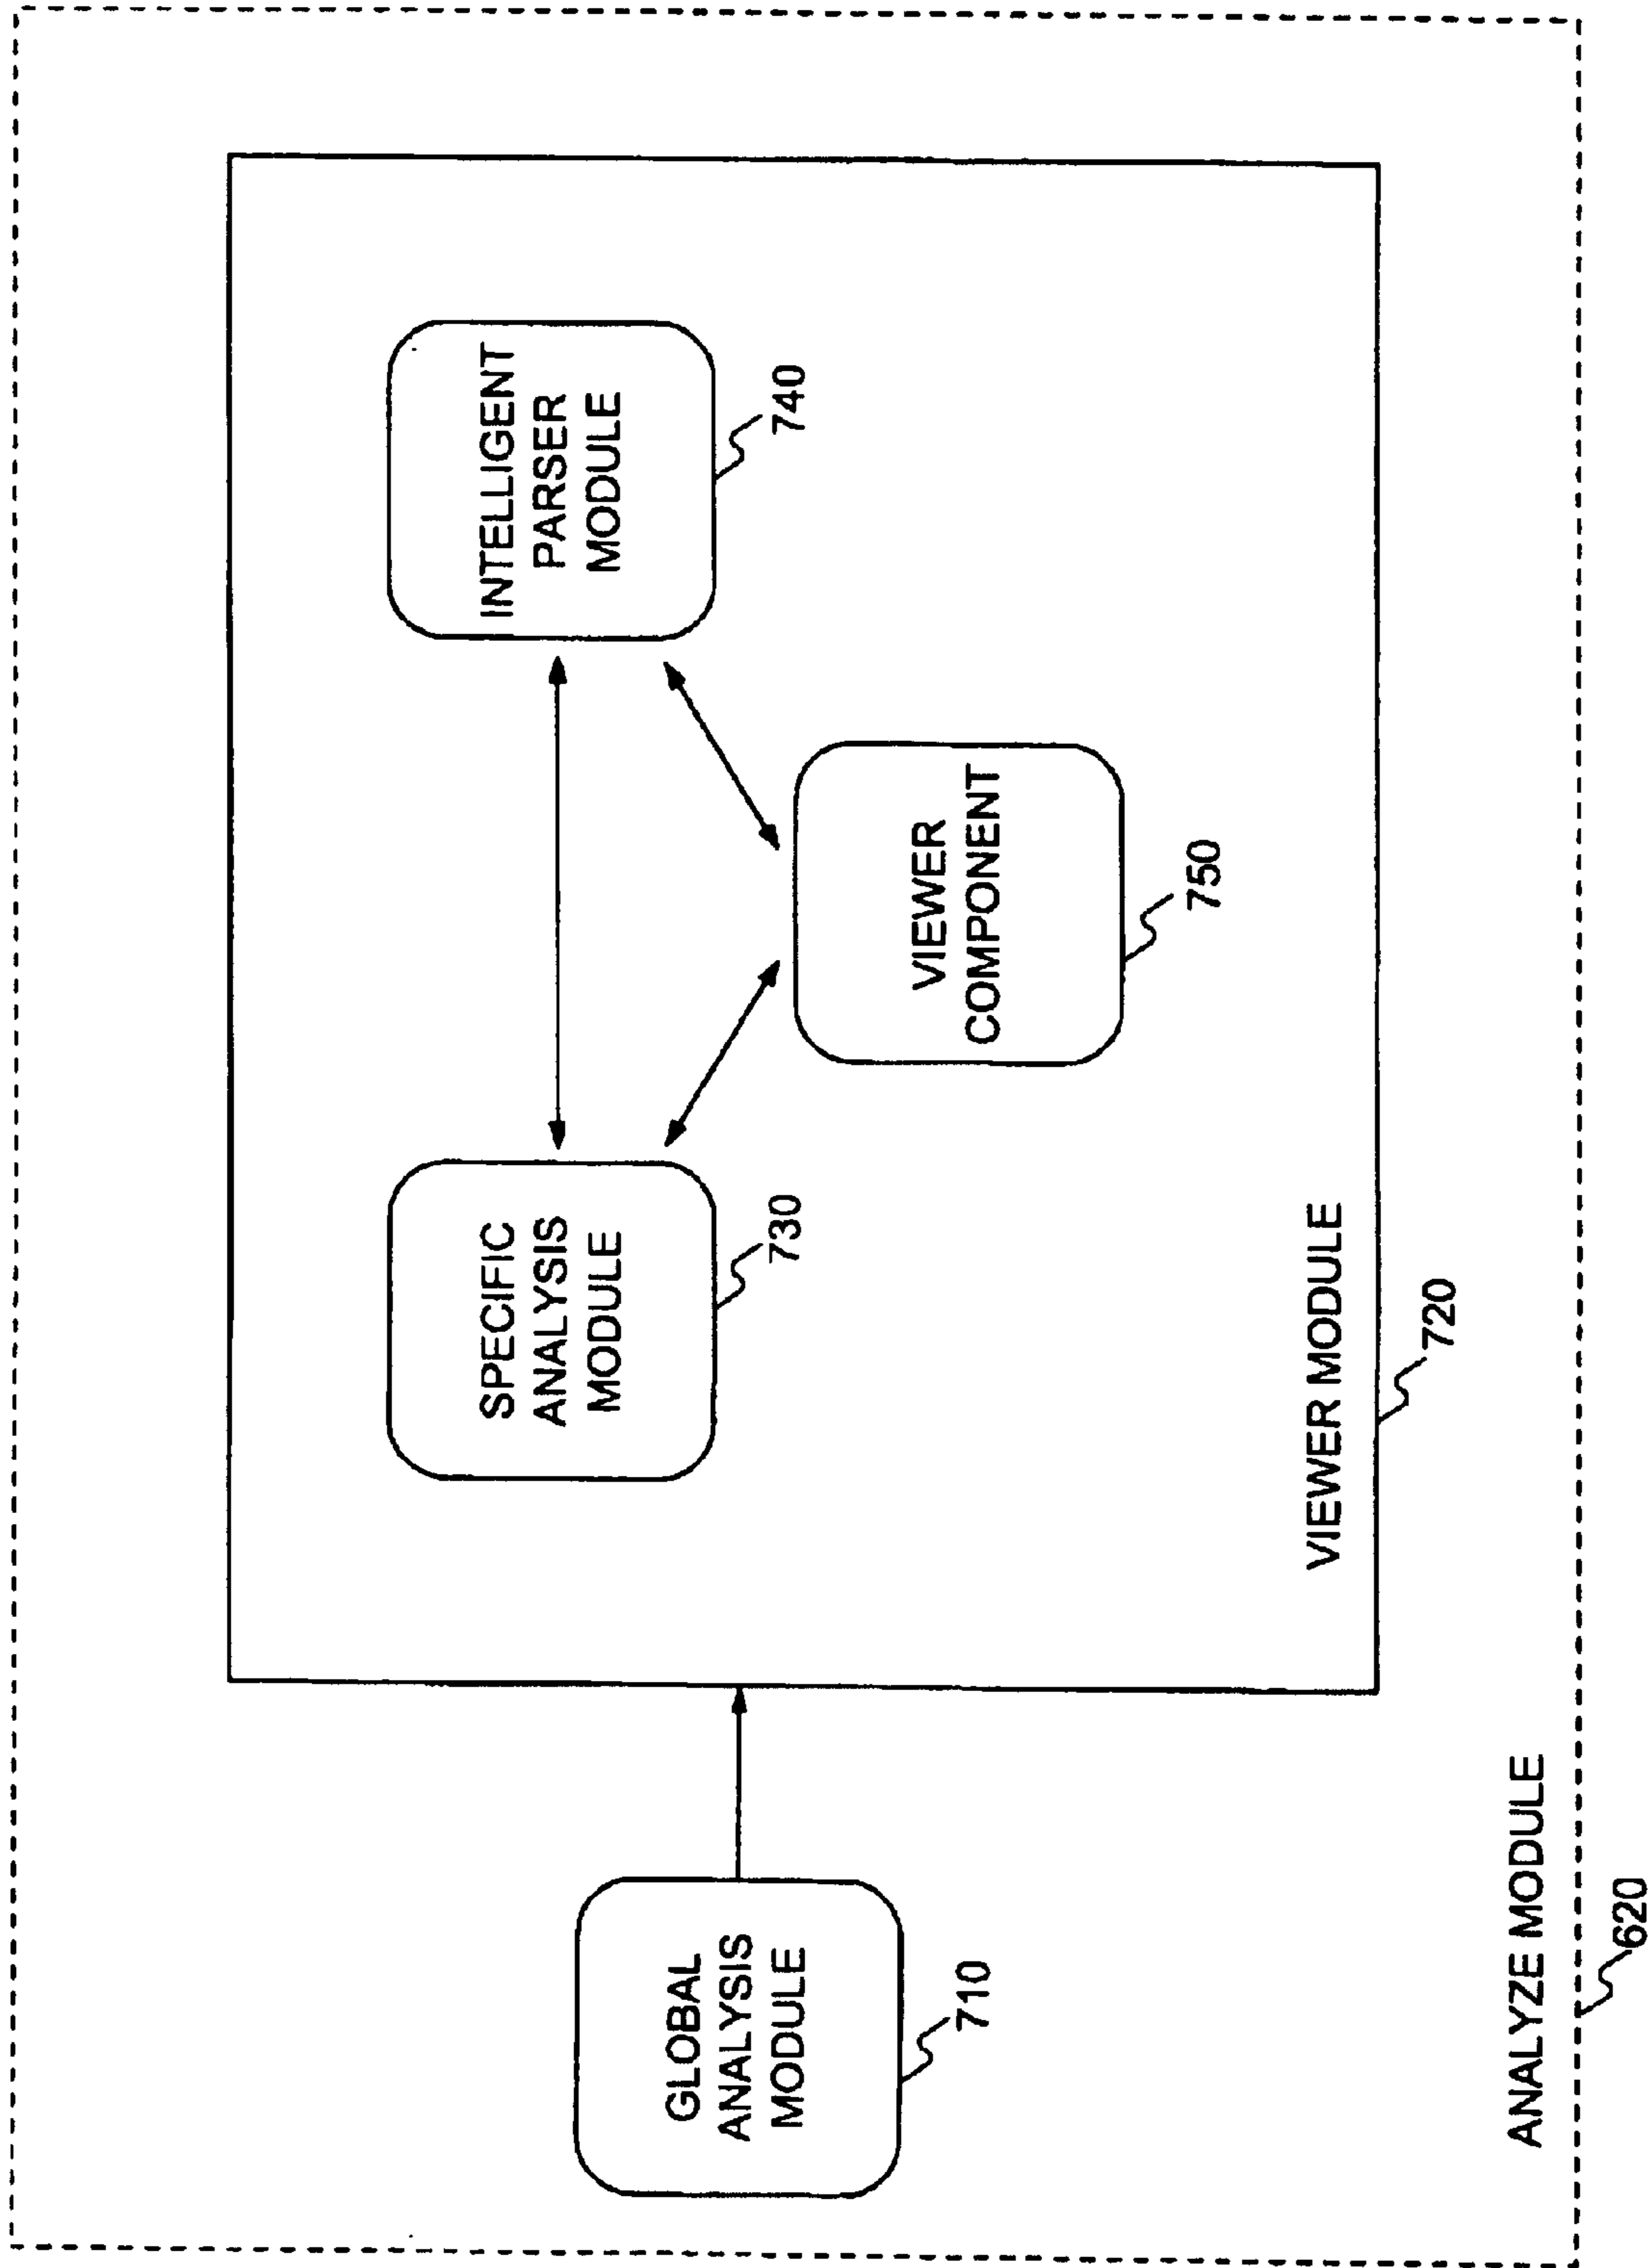 GLOBAL
ANALYSIS
MODULE
710
SPECIFIC
ANALYSIS
MODULE
730
INTELLIGENT
PARSER
MODULE
740
VIEWER
COMPONENT
750
VIEWER MODULE
720
ANALYZE MODULE
620